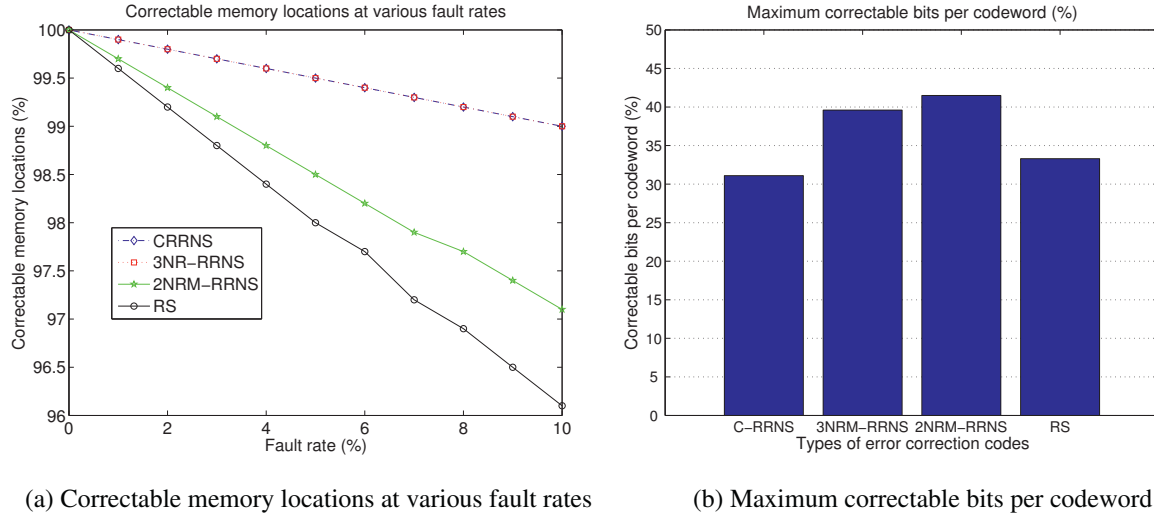 Correctable memory locations at various fault rates
Correctable memory locations (%)
100
99.5
99
98.5
98
97.5
97
96.5
96
0
2
4
6
8
10
Fault rate (%)
CRRNS
3NR−RRNS
2NRM−RRNS
RS
(a) Correctable memory locations at various fault rates
Maximum correctable bits per codeword (%)
Correctable bits per codeword (%)
50
45
40
35
30
25
20
15
10
5
0
C−RRNS 3NRM−RRNS 2NRM−RRNS RS
Types of error correction codes
(b) Maximum correctable bits per codeword